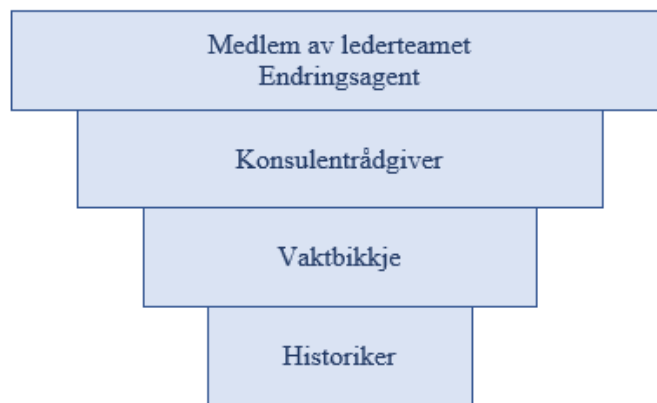 Medlem av lederteamet
Endringsagent
Konsulentrådgiver
Vaktbikkje
Historiker